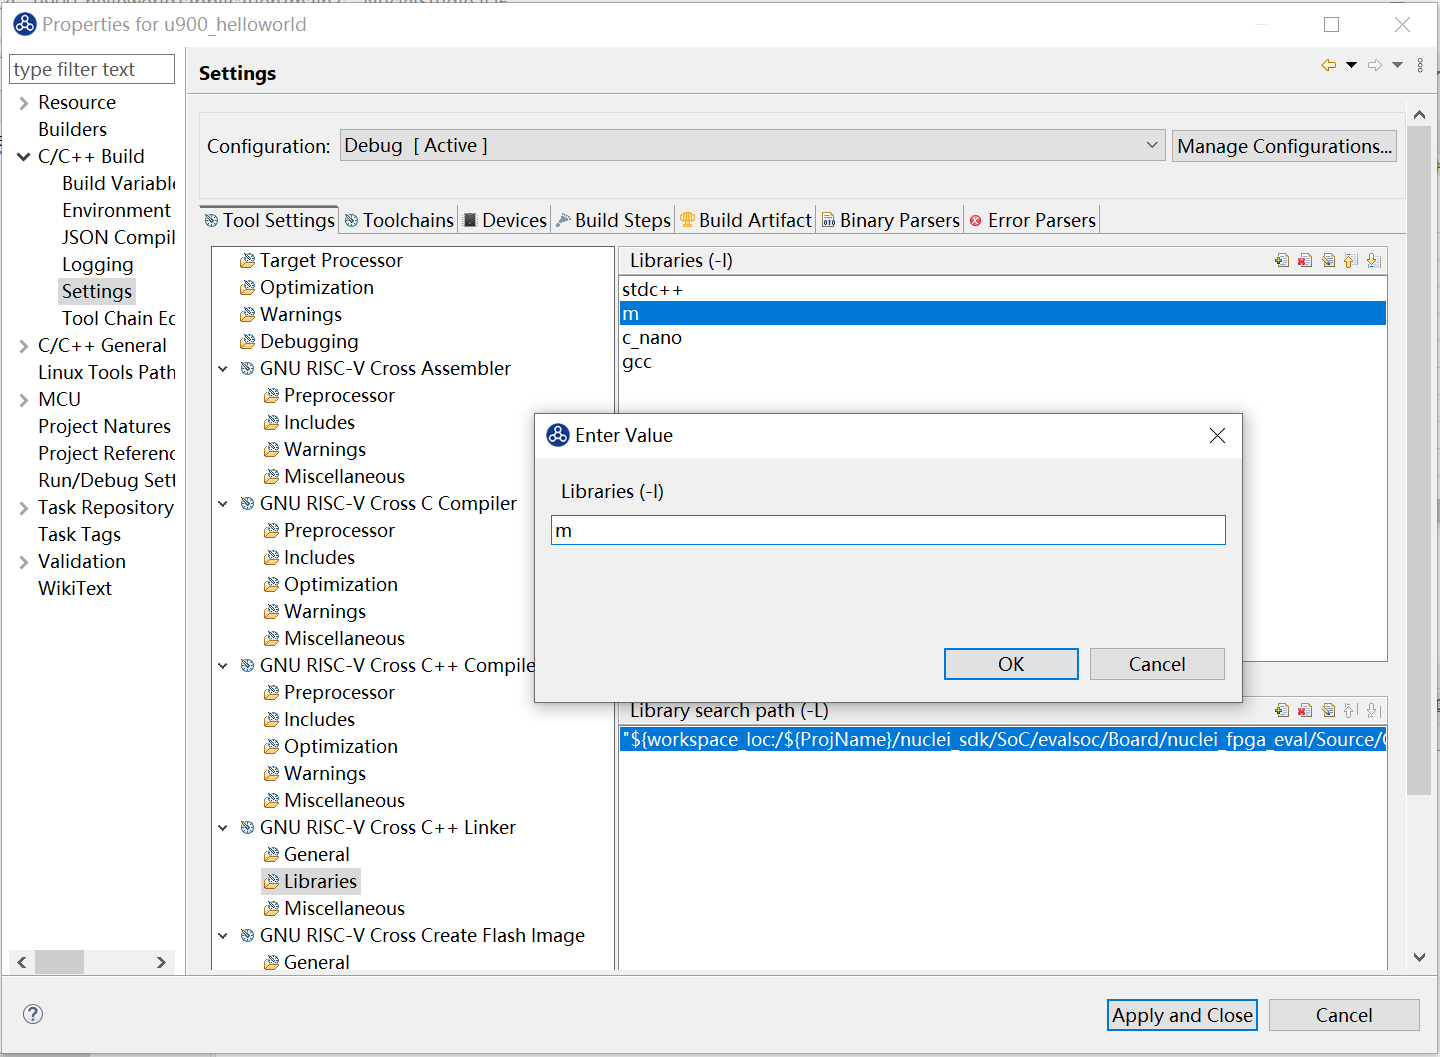 Properties for u900_helloworld
type filter text
Resource
Builders
C/C++ Build
Build Variable
Environment
JSON Compil
Logging
Settings
Tool Chain Ec
C/C++ General
Linux Tools Path
MCU
Project Natures
Project Referenc
Run/Debug Sett
Task Repository
Task Tags
Validation
WikiText
Settings
Configuration:
Debug [ Active ]
Manage Configurations...
Tool Settings
Toolchains
Devices
Build Steps
Build Artifact
Binary Parsers
Error Parsers
Target Processor
Optimization
Warnings
Debugging
GNU RISC-V Cross Assembler
Preprocessor
Includes
Warnings
Miscellaneous
GNU RISC-V Cross C Compiler
Preprocessor
Includes
Optimization
Warnings
Miscellaneous
GNU RISC-V Cross C++ Compile
Preprocessor
Includes
Optimization
Warnings
Miscellaneous
GNU RISC-V Cross C++ Linker
General
Libraries
Miscellaneous
GNU RISC-V Cross Create Flash Image
General
Libraries (-l)
stdc++
m
c_nano
gcc
Enter Value
Libraries (-l)
m
OK
Cancel
Library search path (-L)
"${workspace_loc:/${ProjName}/nuclei_sdk/SoC/evalsoc/Board/nuclei_fpga_eval/Source/
Apply and Close
Cancel